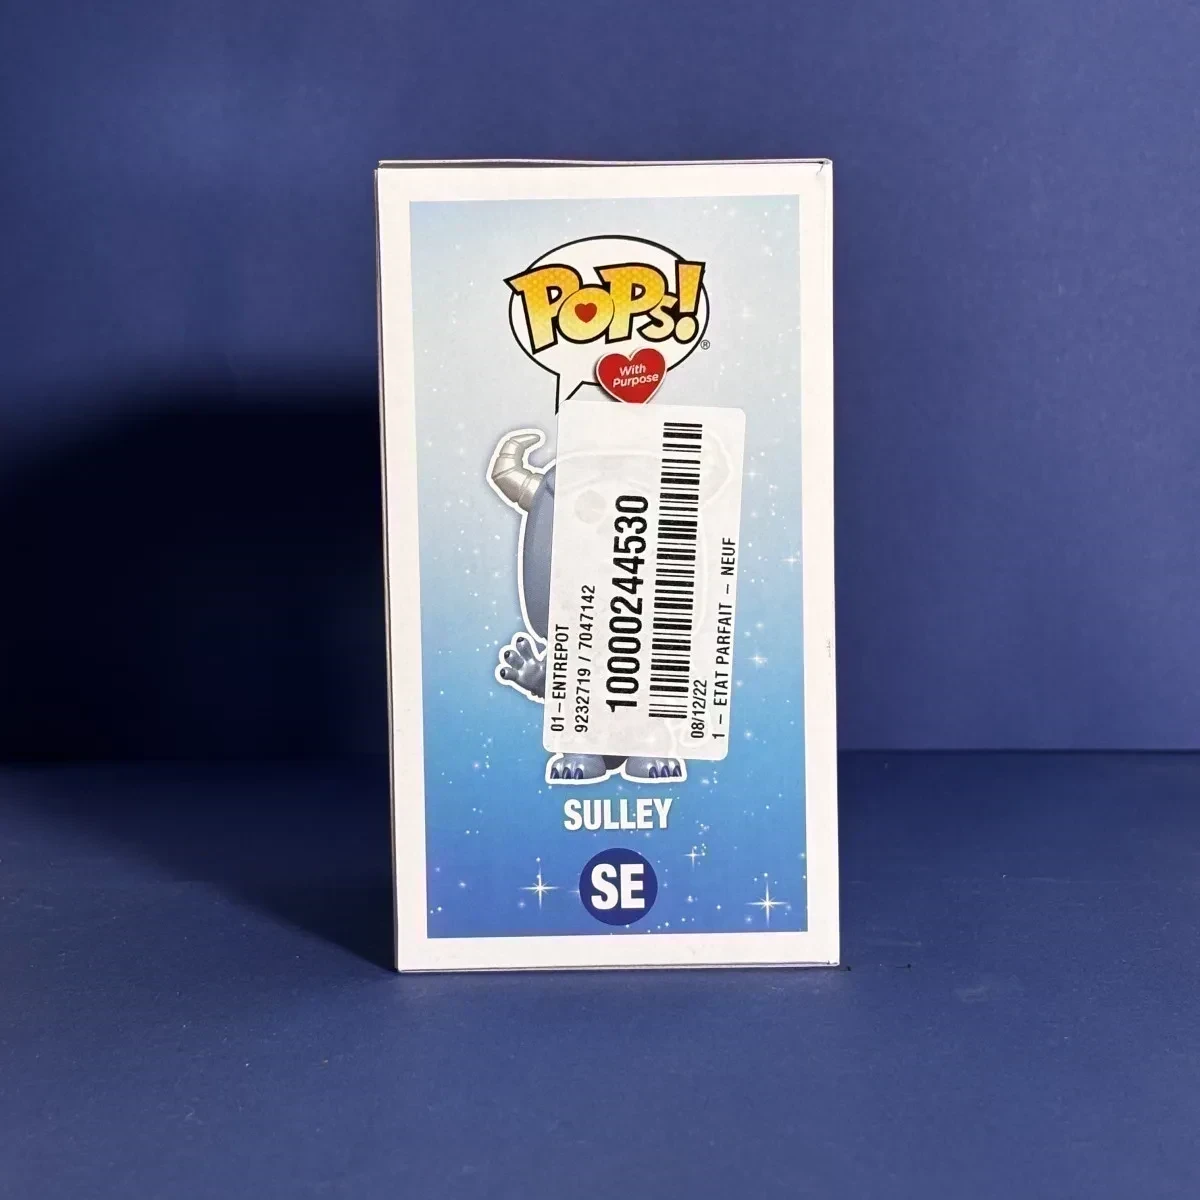 POPs!®
With
Purpose
01 – ENTREPOT
9232719 / 7047142
10000244530
08/12/22
1 – ETAT PARFAIT – NEUF
SULLEY
SE